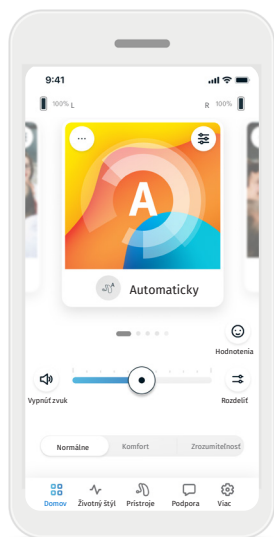 9:41
100% L
R 100%
A
Automaticky
Hodnotenia
Vypnúť zvuk
Rozdeliť
Normálne Komfort Zrozumiteľnosť
Domov Životný štýl Prístroje Podpora Viac